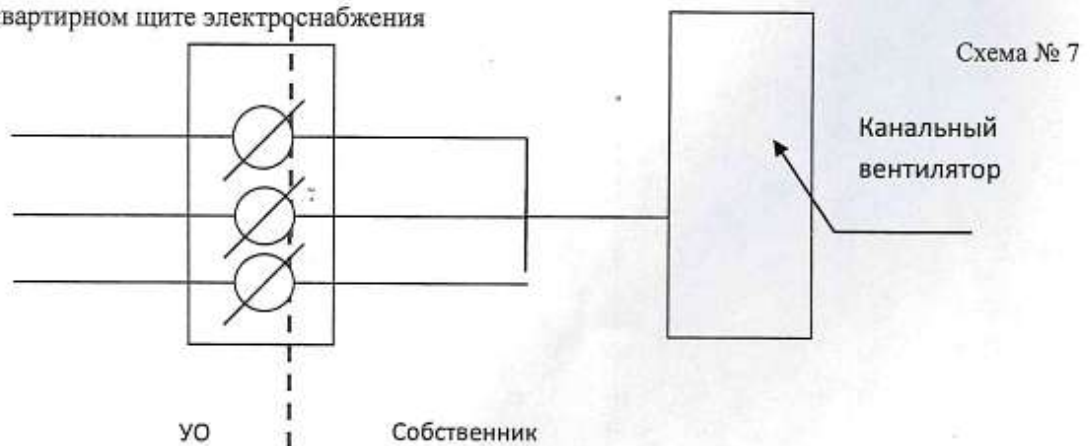 вартирном щите электроснабжения
Схема № 7
Канальный
вентилятор
УО
Собственник